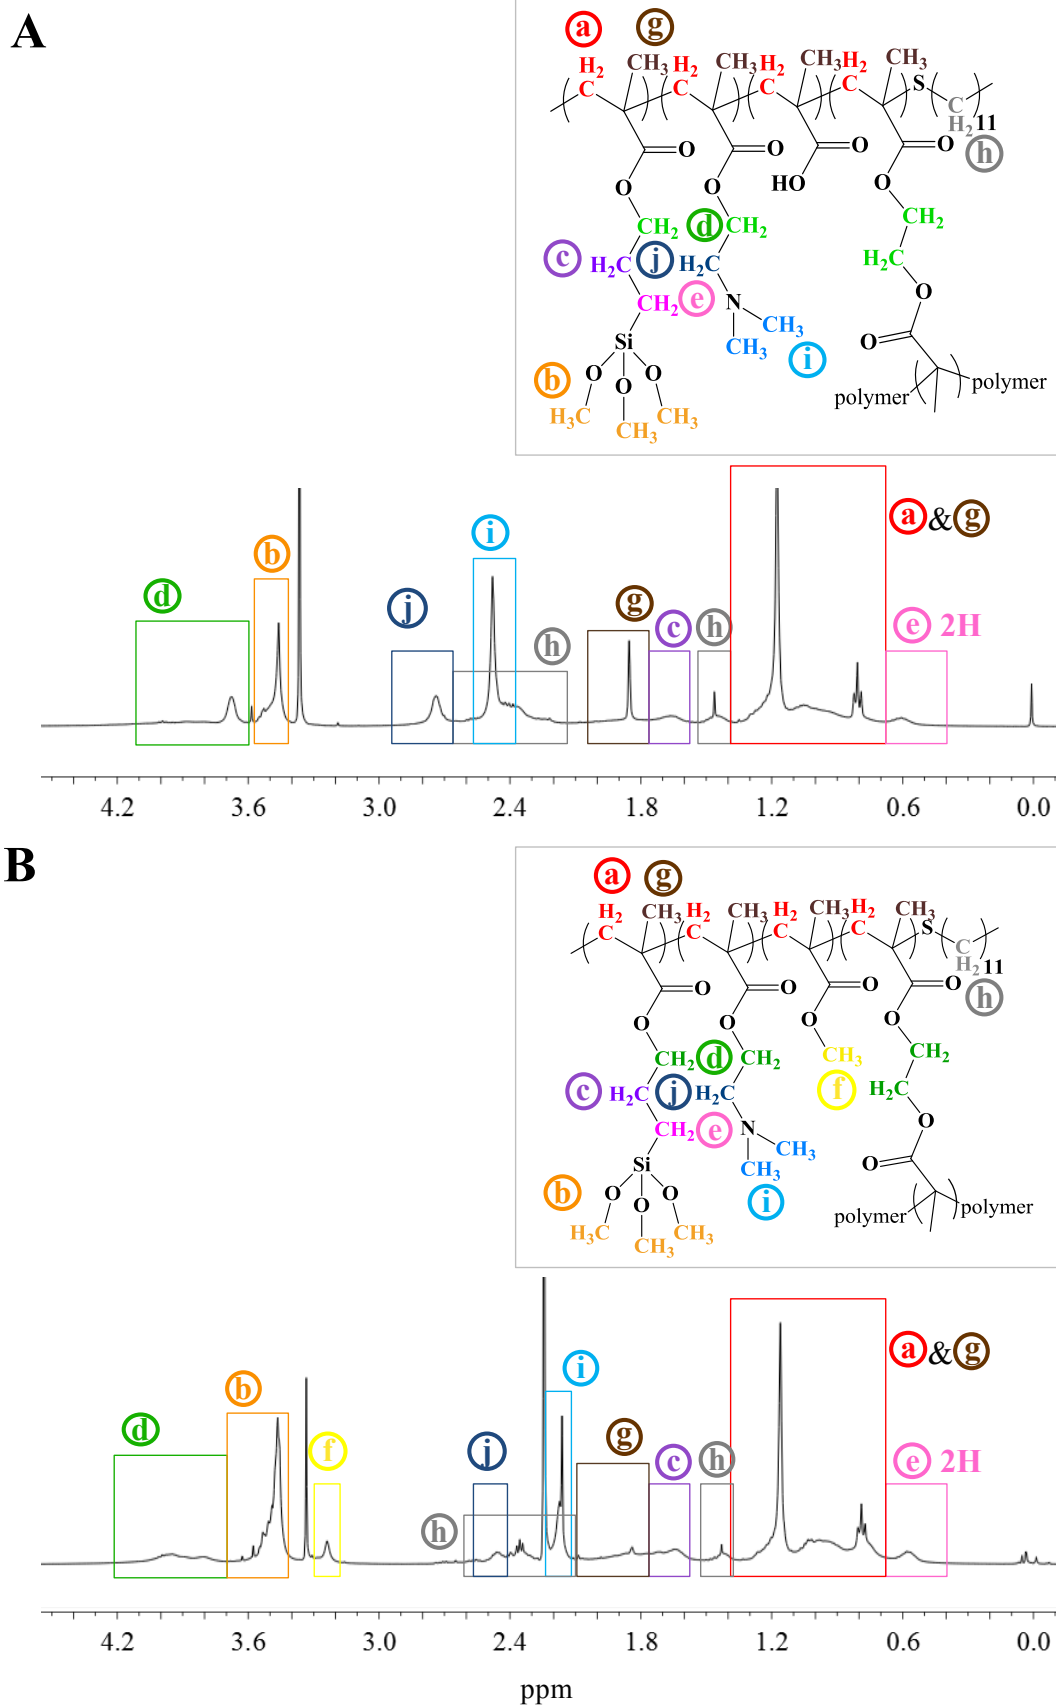 A
a g
H2 CH3 H2 CH3 H2 CH3 H2 CH3
C C C C S C
H2 11
O O O O h
O O HO O
CH2 d CH2 CH2
c H2C j H2C H2C
CH2 e N O
CH3
Si O
CH3 i
b O O O
H3C CH3 polymer polymer
CH3
d b j i h g c h a&g
e 2H
4.2 3.6 3.0 2.4 1.8 1.2 0.6 0.0
B
a g
H2 CH3 H2 CH3 H2 CH3 H2 CH3
C C C C S C
H2 11
O O O O h
O O O O
CH2 d CH2 CH3 CH2
c H2C j H2C f H2C
CH2 e N O
CH3
Si CH3 O
b O O O i
H3C CH3 polymer polymer
CH3
d b f h j i g c h a&g
e 2H
4.2 3.6 3.0 2.4 1.8 1.2 0.6 0.0
ppm